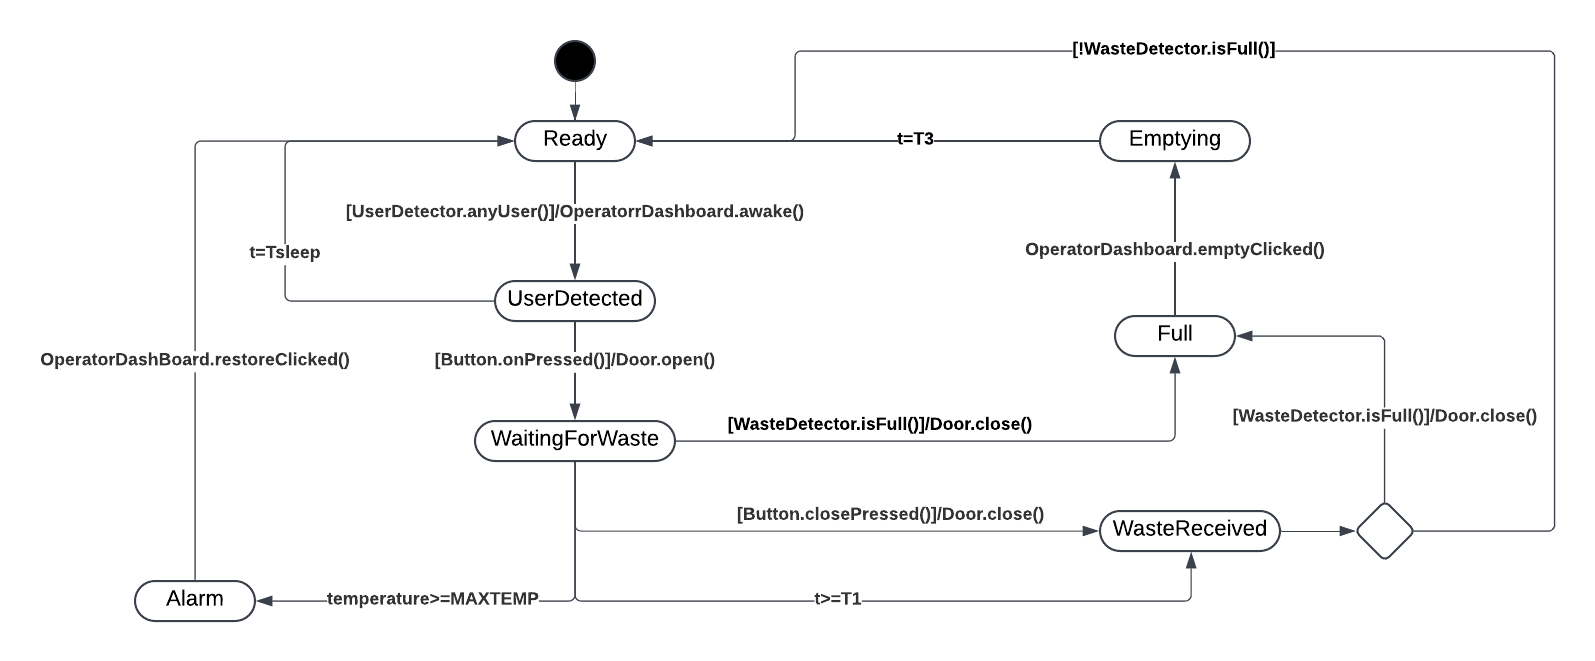 [!WasteDetector.isFull()]
Ready
t=T3
Emptying
[UserDetector.anyUser()]/OperatorrDashboard.awake()
t=Tsleep
OperatorDashboard.emptyClicked()
UserDetected
Full
OperatorDashBoard.restoreClicked()
[Button.onPressed()]/Door.open()
[WasteDetector.isFull()]/Door.close()
[WasteDetector.isFull()]/Door.close()
WaitingForWaste
[Button.closePressed()]/Door.close()
WasteReceived
Alarm
temperature>=MAXTEMP
t>=T1